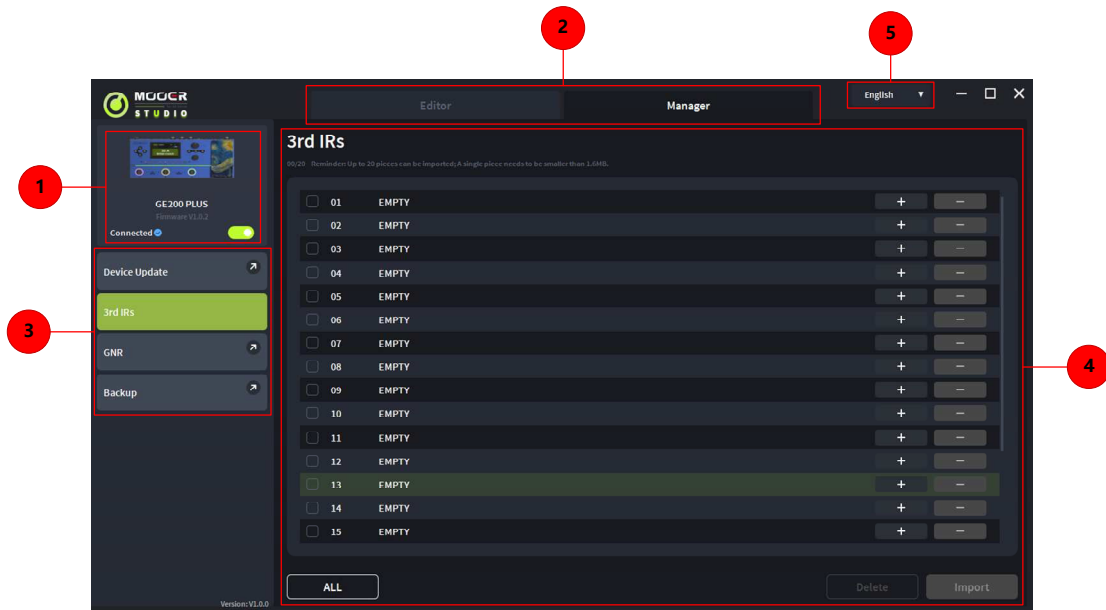 2
5
MOOER
STUDIO
Editor
Manager
English
3rd IRs
00/20 Reminder: Up to 20 pieces can be imported; A single piece needs to be smaller than 1.6MB.
1
GE200 PLUS
Firmware V1.0.2
Connected
01 EMPTY + −
02 EMPTY + −
03 EMPTY + −
Device Update
04 EMPTY + −
05 EMPTY + −
3rd IRs
06 EMPTY + −
3
07 EMPTY + −
GNR
08 EMPTY + −
4
09 EMPTY + −
Backup
10 EMPTY + −
11 EMPTY + −
12 EMPTY + −
13 EMPTY + −
14 EMPTY + −
15 EMPTY + −
ALL
Delete
Import
Version: V1.0.0